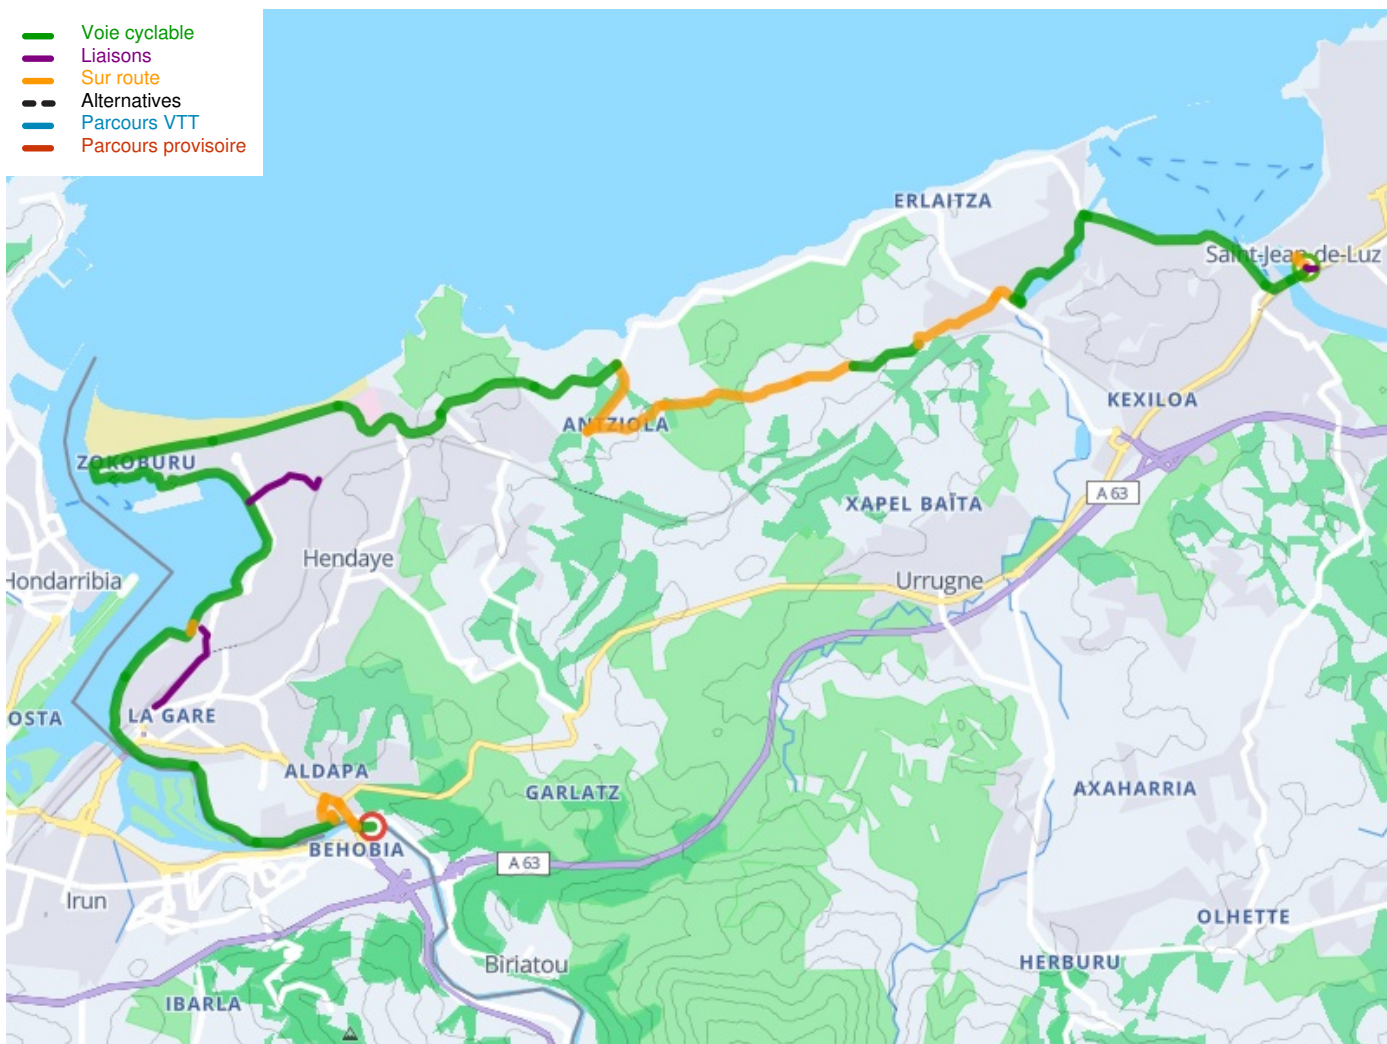 Voie cyclable
Liaisons
Sur route
Alternatives
Parcours VTT
Parcours provisoire
ERLAITZA
Saint-Jean-de-Luz
KEXILOA
ANTZIOLA
ZOKOBURU
A 63
XAPEL BAÏTA
Hendaye
Hondarribia
Urrugne
OSTA
LA GARE
ALDAPA
GARLATZ
AXAHARRIA
BEHOBIA
A 63
Irun
OLHETTE
Biriatou
HERBURU
IBARLA